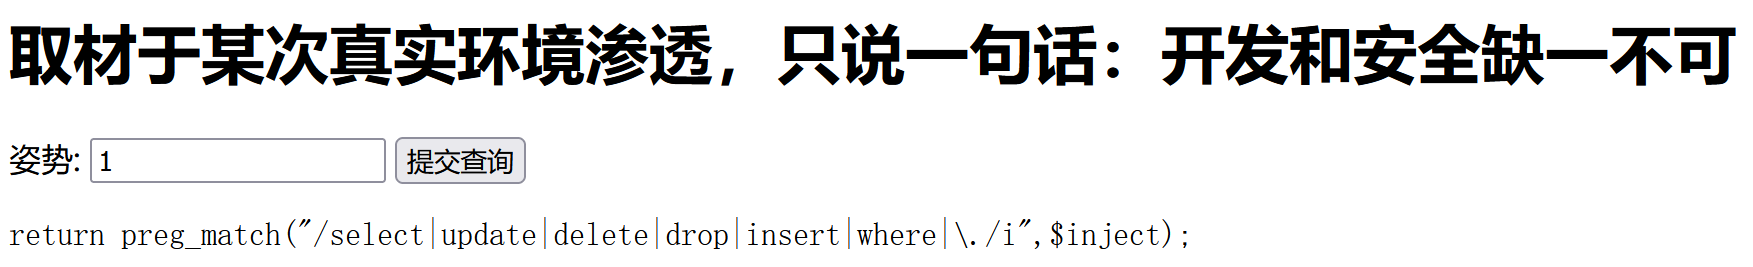 取材于某次真实环境渗透，只说一句话：开发和安全缺一不可
姿势: 1 提交查询
return preg_match("/select|update|delete|drop|insert|where|\./i",$inject);